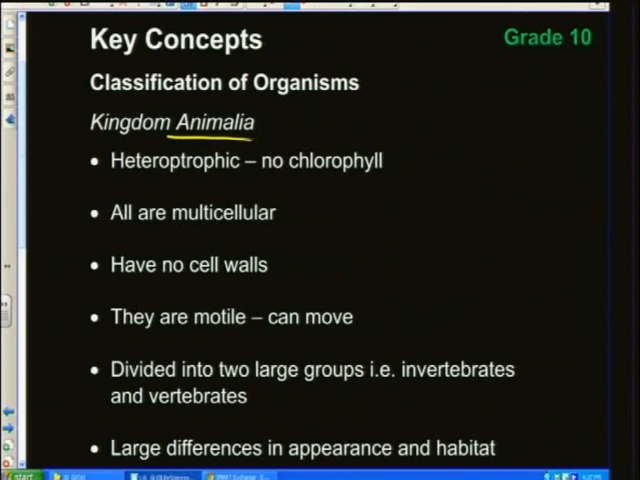 Key Concepts
Grade 10
Classification of Organisms
Kingdom Animalia
• Heteroptrophic – no chlorophyll
• All are multicellular
• Have no cell walls
• They are motile – can move
• Divided into two large groups i.e. invertebrates
and vertebrates
• Large differences in appearance and habitat
start